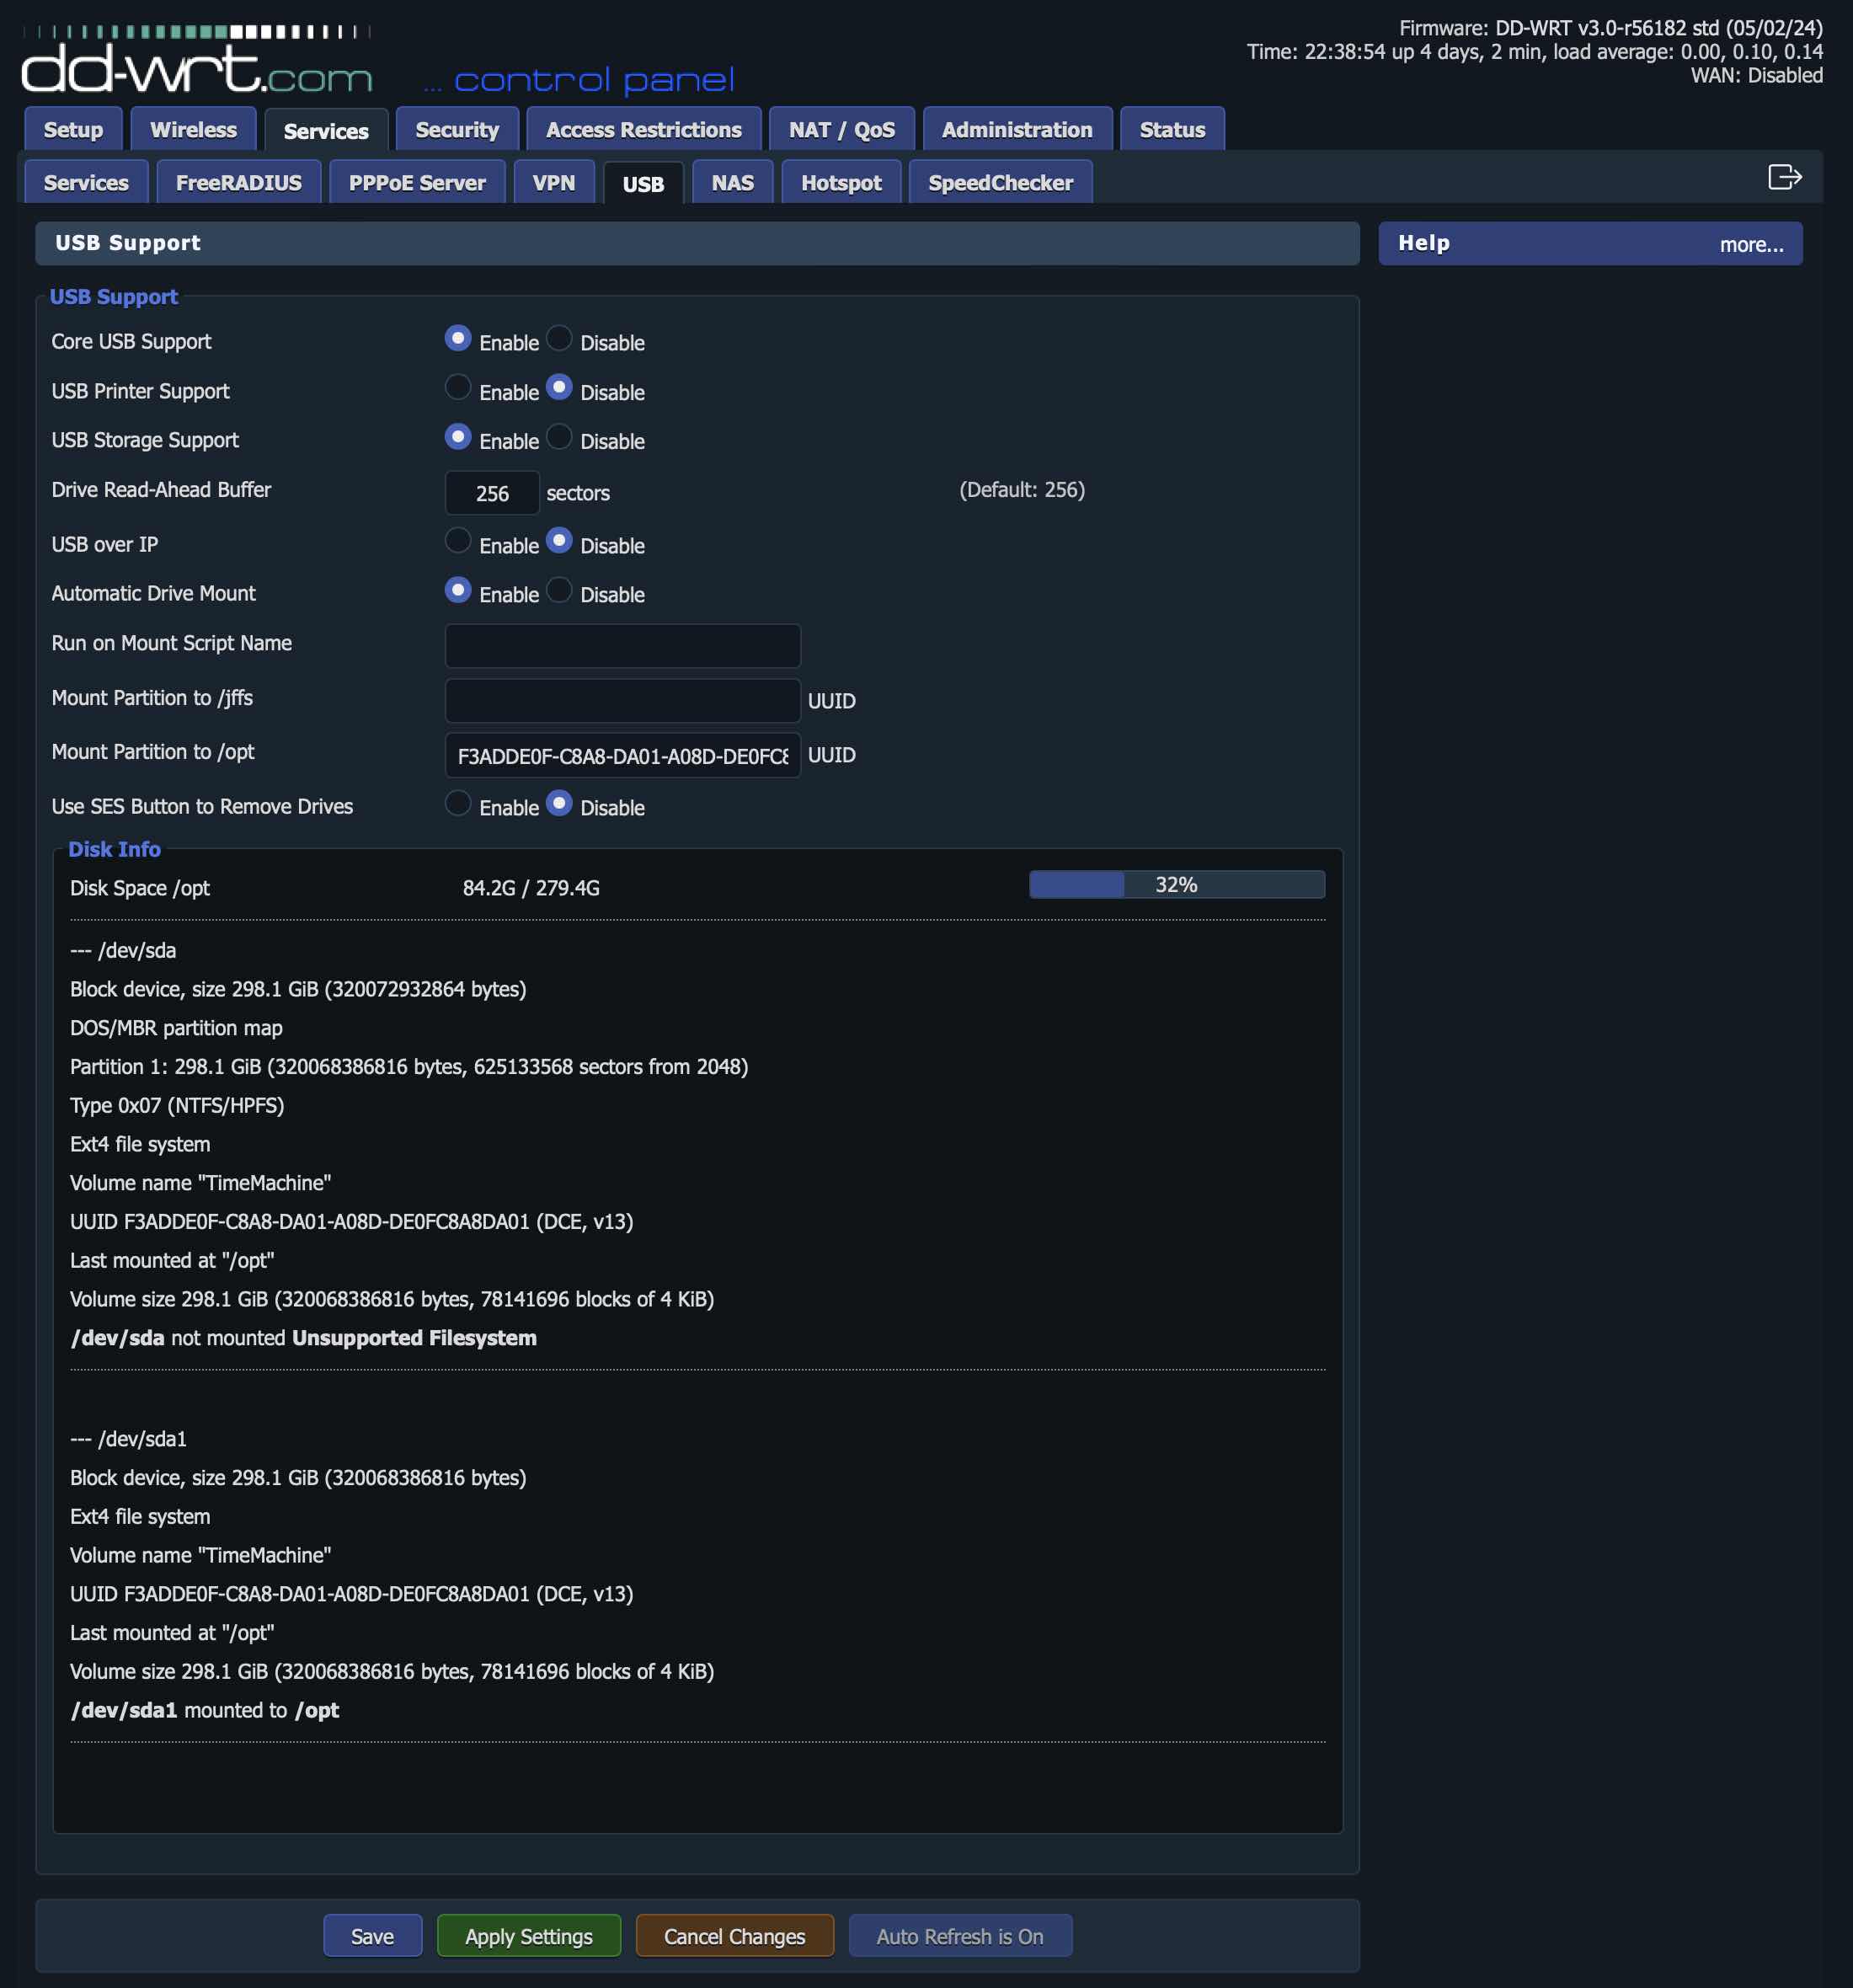 dd-wrt.com ... control panel
Firmware: DD-WRT v3.0-r56182 std (05/02/24)
Time: 22:38:54 up 4 days, 2 min, load average: 0.00, 0.10, 0.14
WAN: Disabled
Setup Wireless Services Security Access Restrictions NAT / QoS Administration Status
Services FreeRADIUS PPPoE Server VPN USB NAS Hotspot SpeedChecker
USB Support
Help more...
USB Support
Core USB Support Enable Disable
USB Printer Support Enable Disable
USB Storage Support Enable Disable
Drive Read-Ahead Buffer 256 sectors (Default: 256)
USB over IP Enable Disable
Automatic Drive Mount Enable Disable
Run on Mount Script Name
Mount Partition to /jffs UUID
Mount Partition to /opt F3ADDE0F-C8A8-DA01-A08D-DE0FC8 UUID
Use SES Button to Remove Drives Enable Disable
Disk Info
Disk Space /opt 84.2G / 279.4G 32%
--- /dev/sda
Block device, size 298.1 GiB (320072932864 bytes)
DOS/MBR partition map
Partition 1: 298.1 GiB (320068386816 bytes, 625133568 sectors from 2048)
Type 0x07 (NTFS/HPFS)
Ext4 file system
Volume name "TimeMachine"
UUID F3ADDE0F-C8A8-DA01-A08D-DE0FC8A8DA01 (DCE, v13)
Last mounted at "/opt"
Volume size 298.1 GiB (320068386816 bytes, 78141696 blocks of 4 KiB)
/dev/sda not mounted Unsupported Filesystem
--- /dev/sda1
Block device, size 298.1 GiB (320068386816 bytes)
Ext4 file system
Volume name "TimeMachine"
UUID F3ADDE0F-C8A8-DA01-A08D-DE0FC8A8DA01 (DCE, v13)
Last mounted at "/opt"
Volume size 298.1 GiB (320068386816 bytes, 78141696 blocks of 4 KiB)
/dev/sda1 mounted to /opt
Save Apply Settings Cancel Changes Auto Refresh is On